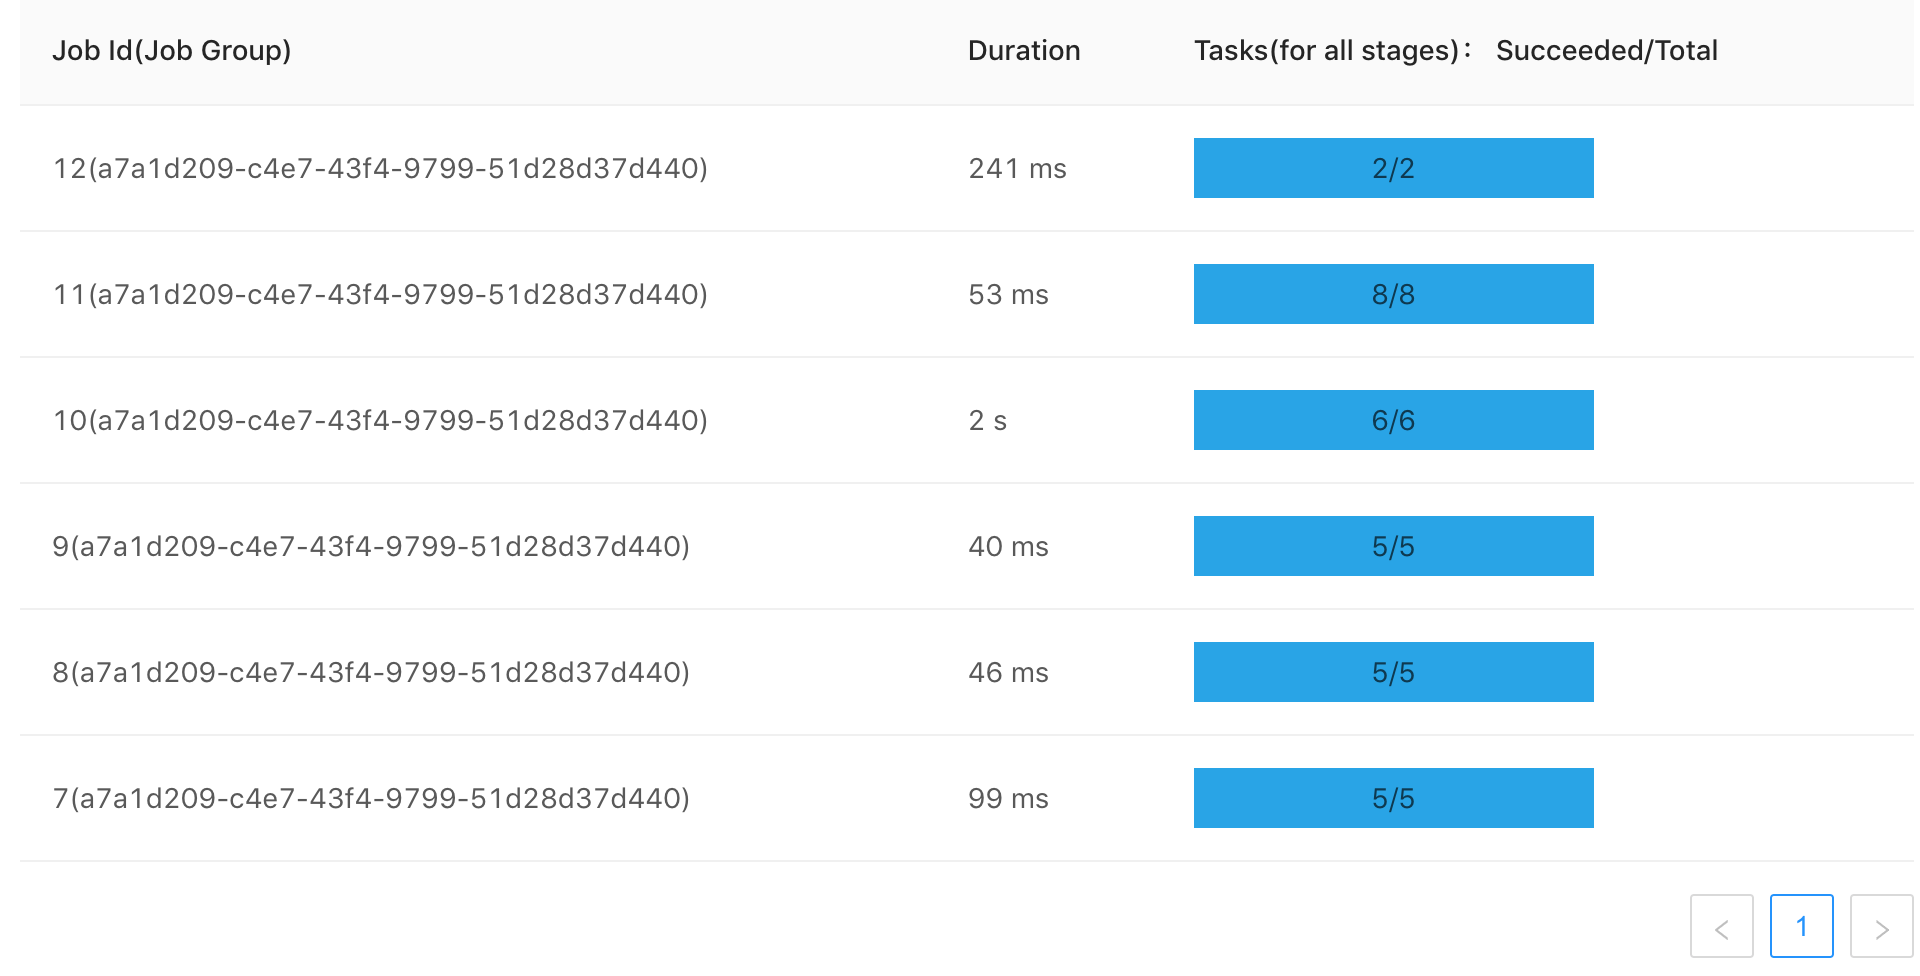 Job Id(Job Group) Duration Tasks(for all stages)： Succeeded/Total
12(a7a1d209-c4e7-43f4-9799-51d28d37d440) 241 ms 2/2
11(a7a1d209-c4e7-43f4-9799-51d28d37d440) 53 ms 8/8
10(a7a1d209-c4e7-43f4-9799-51d28d37d440) 2 s 6/6
9(a7a1d209-c4e7-43f4-9799-51d28d37d440) 40 ms 5/5
8(a7a1d209-c4e7-43f4-9799-51d28d37d440) 46 ms 5/5
7(a7a1d209-c4e7-43f4-9799-51d28d37d440) 99 ms 5/5
< 1 >